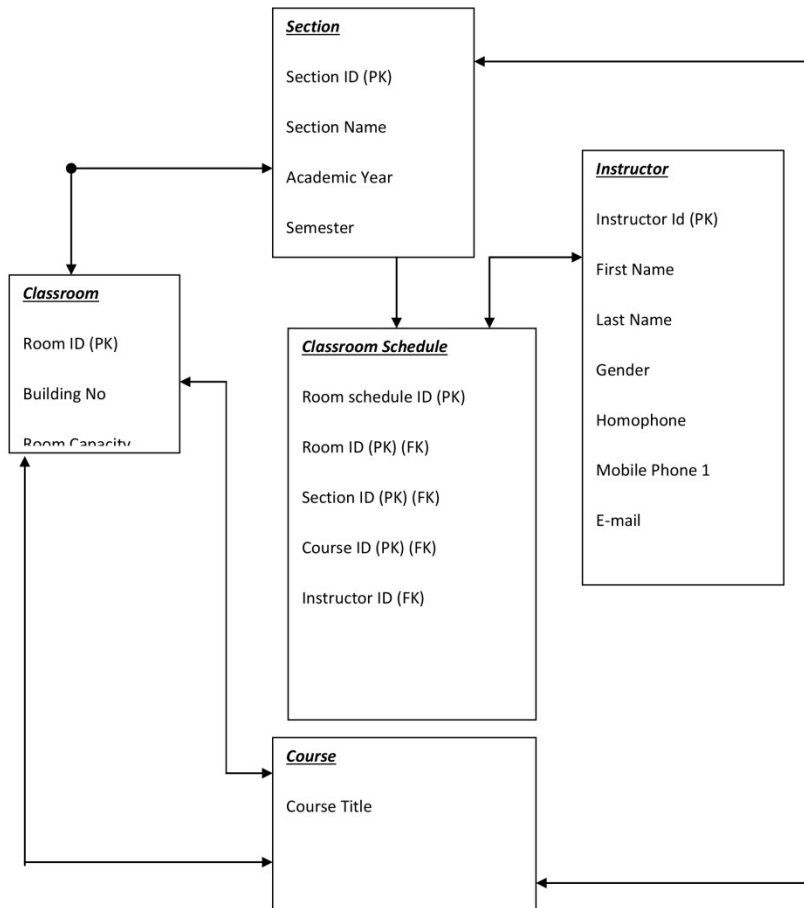 Section
Section ID (PK)
Section Name
Academic Year
Semester
Instructor
Instructor Id (PK)
First Name
Last Name
Gender
Homophone
Mobile Phone 1
E-mail
Classroom
Room ID (PK)
Building No
Room Capacity
Classroom Schedule
Room schedule ID (PK)
Room ID (PK) (FK)
Section ID (PK) (FK)
Course ID (PK) (FK)
Instructor ID (FK)
Course
Course Title